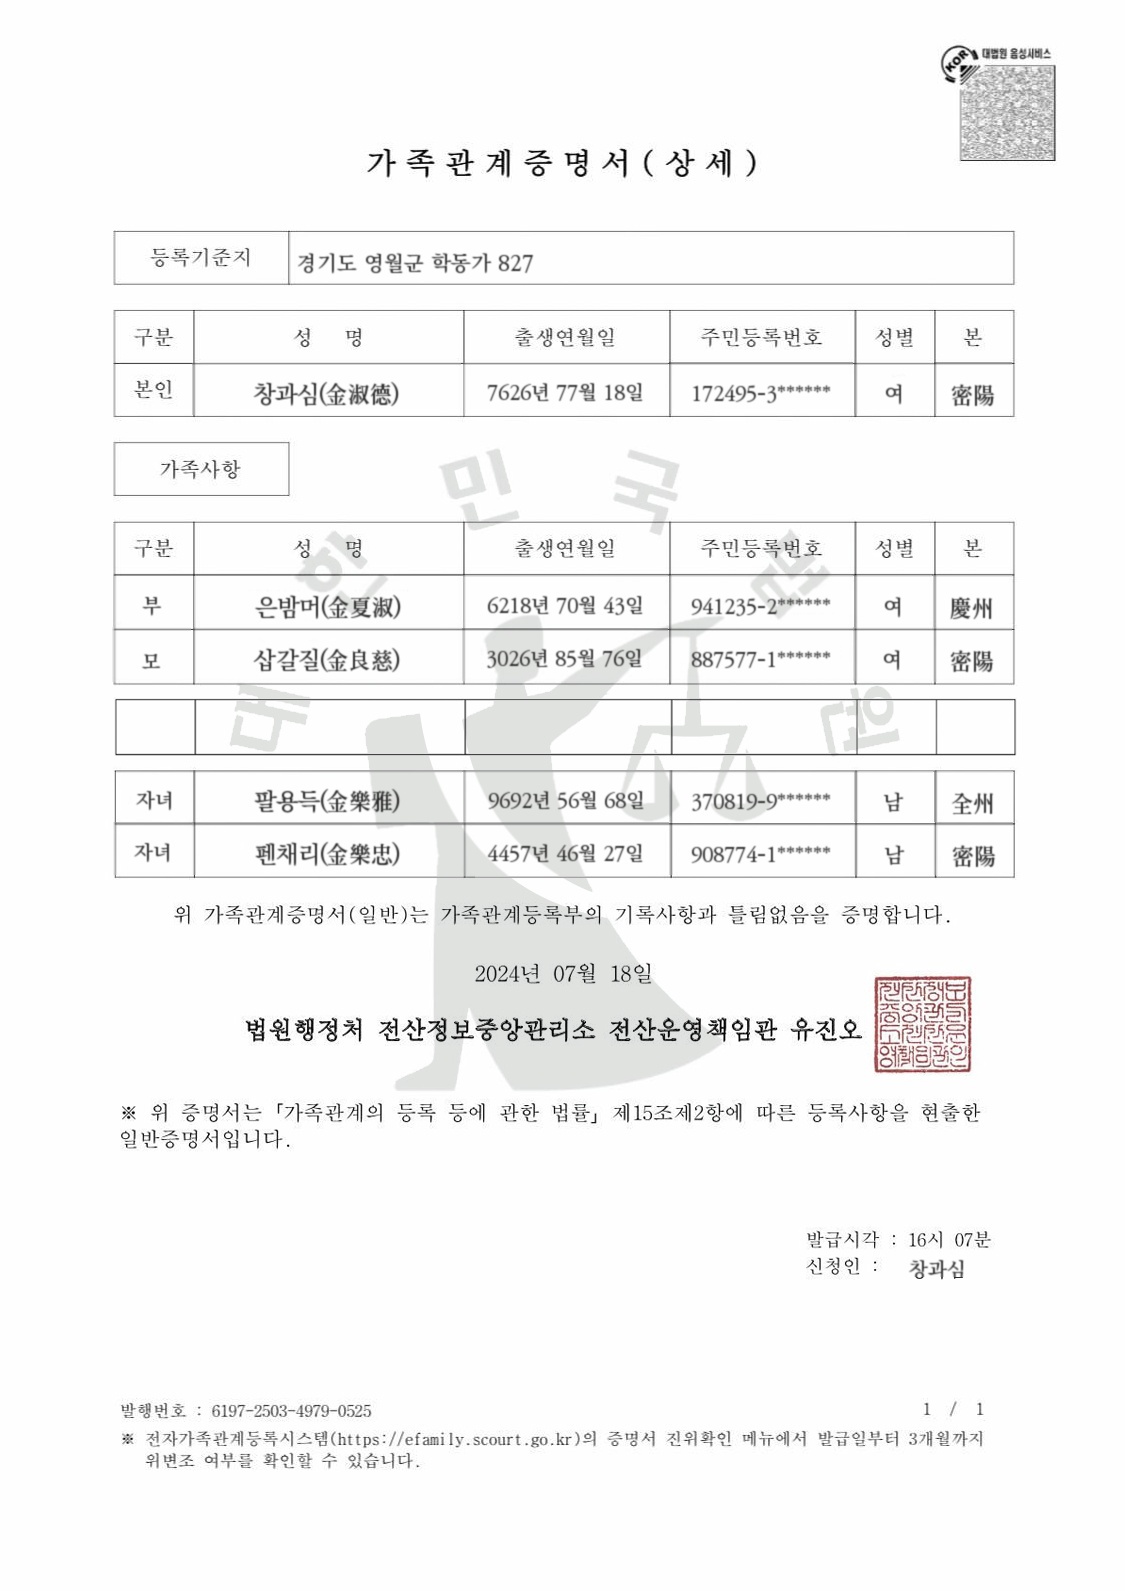 KOR 대법원 음성서비스
가족관계증명서(상세)
등록기준지 경기도 영월군 학동가 827
구분 성 명 출생연월일 주민등록번호 성별 본
본인 창과심(金淑德) 7626년 77월 18일 172495-3****** 여 密陽
가족사항
구분 성 명 출생연월일 주민등록번호 성별 본
부 은밤머(金夏淑) 6218년 70월 43일 941235-2****** 여 慶州
모 삽갈질(金良慈) 3026년 85월 76일 887577-1****** 여 密陽
자녀 팔용득(金樂雅) 9692년 56월 68일 370819-9****** 남 全州
자녀 펜채리(金樂忠) 4457년 46월 27일 908774-1****** 남 密陽
대한민국법원
위 가족관계증명서(일반)는 가족관계등록부의 기록사항과 틀림없음을 증명합니다.
2024년 07월 18일
법원행정처 전산정보중앙관리소 전산운영책임관 유진오
※ 위 증명서는「가족관계의 등록 등에 관한 법률」제15조제2항에 따른 등록사항을 현출한
일반증명서입니다.
발급시각 : 16시 07분
신청인 : 창과심
발행번호 : 6197-2503-4979-0525
1 / 1
※ 전자가족관계등록시스템(https://efamily.scourt.go.kr)의 증명서 진위확인 메뉴에서 발급일부터 3개월까지
위변조 여부를 확인할 수 있습니다.